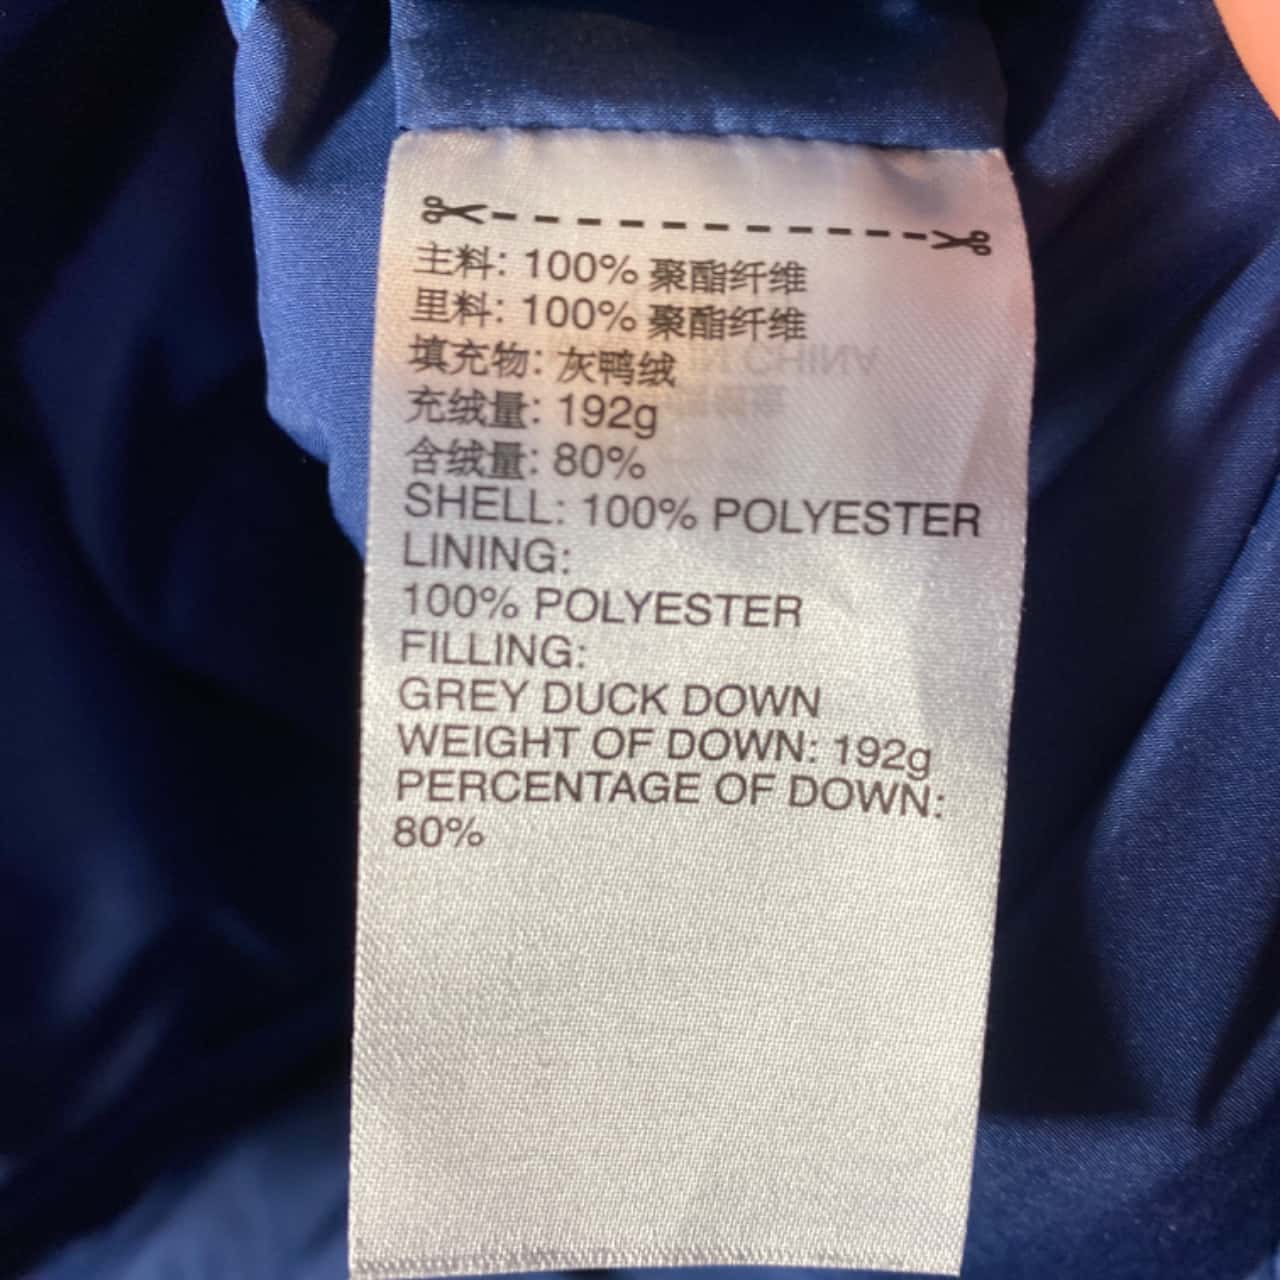 主料: 100% 聚酯纤维
里料: 100% 聚酯纤维
填充物: 灰鸭绒
充绒量: 192g
含绒量: 80%
SHELL: 100% POLYESTER
LINING:
100% POLYESTER
FILLING:
GREY DUCK DOWN
WEIGHT OF DOWN: 192g
PERCENTAGE OF DOWN:
80%
IN CHINA